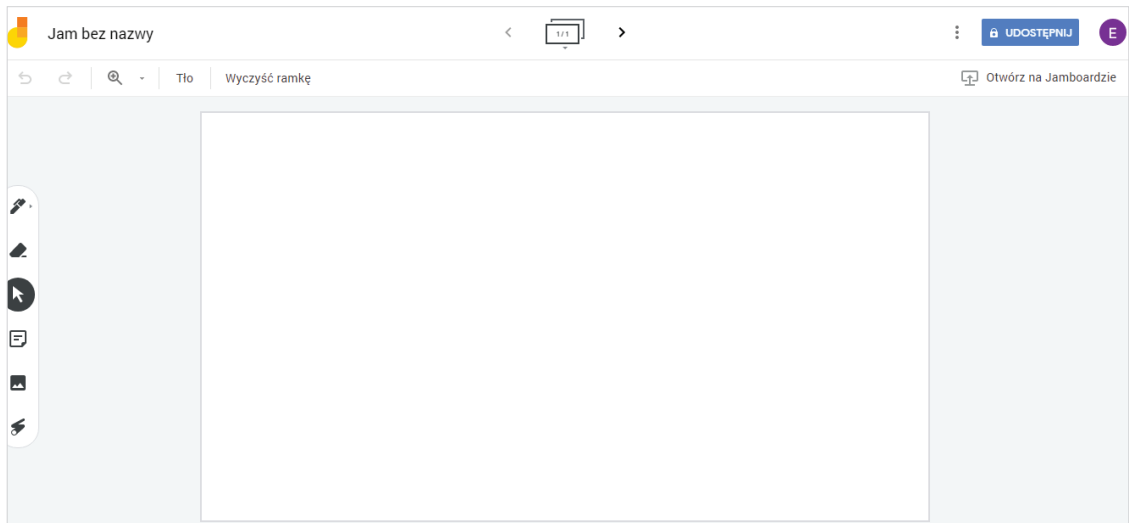 Jam bez nazwy
1/1
UDOSTĘPNIJ
E
Tło
Wyczyść ramkę
Otwórz na Jamboardzie